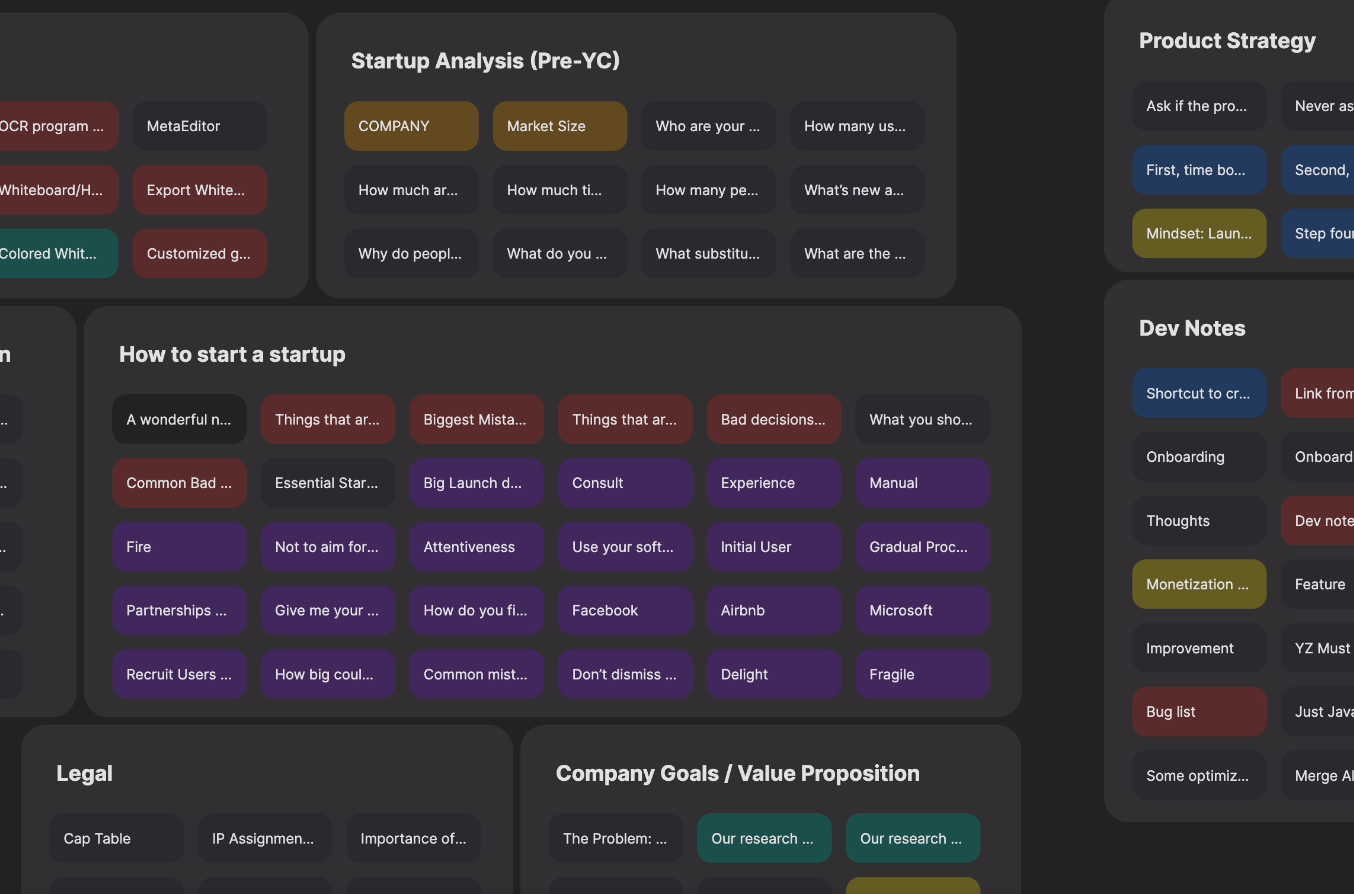 OCR program ...
MetaEditor
Whiteboard/H...
Export White...
Colored Whit...
Customized g...
Startup Analysis (Pre-YC)
COMPANY
Market Size
Who are your ...
How many us...
How much ar...
How much ti...
How many pe...
What’s new a...
Why do peopl...
What do you ...
What substitu...
What are the ...
Product Strategy
Ask if the pro...
Never as
First, time bo...
Second,
Mindset: Laun...
Step four
n
...
...
...
...
How to start a startup
A wonderful n...
Things that ar...
Biggest Mista...
Things that ar...
Bad decisions...
What you sho...
Common Bad ...
Essential Star...
Big Launch d...
Consult
Experience
Manual
Fire
Not to aim for...
Attentiveness
Use your soft...
Initial User
Gradual Proc...
Partnerships ...
Give me your ...
How do you fi...
Facebook
Airbnb
Microsoft
Recruit Users ...
How big coul...
Common mist...
Don’t dismiss ...
Delight
Fragile
Dev Notes
Shortcut to cr...
Link from
Onboarding
Onboard
Thoughts
Dev note
Monetization ...
Feature
Improvement
YZ Must
Bug list
Just Java
Some optimiz...
Merge
Legal
Cap Table
IP Assignmen...
Importance of...
Company Goals / Value Proposition
The Problem: ...
Our research ...
Our research ...